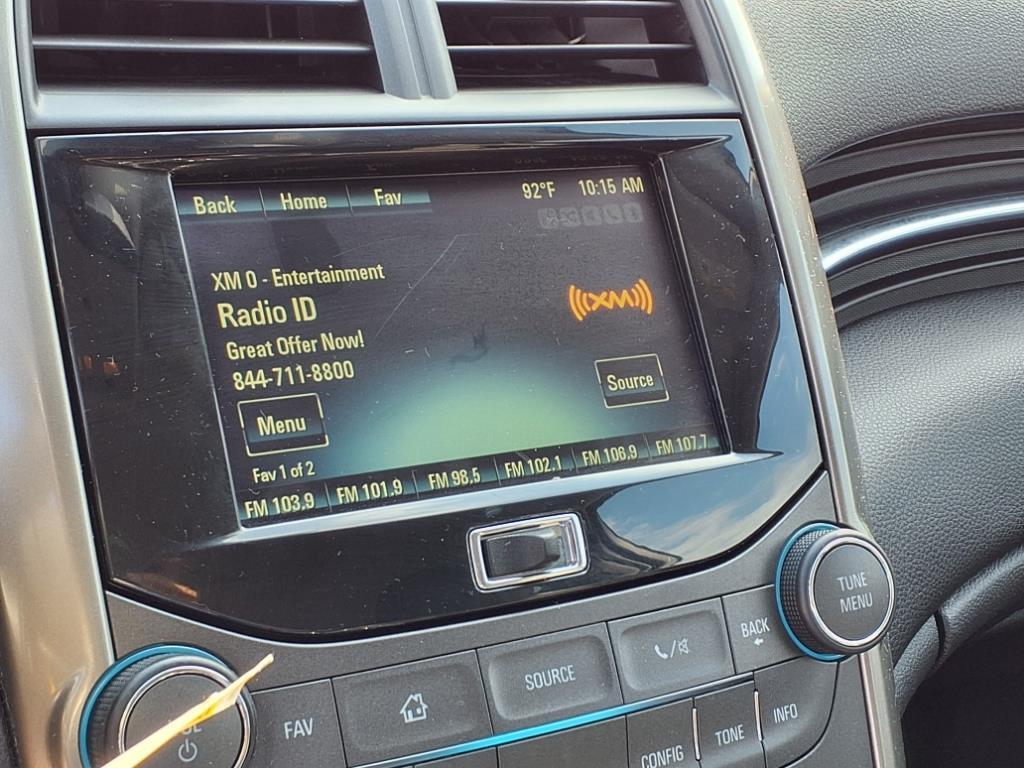 Back Home Fav 92°F 10:15 AM
XM 0 - Entertainment
Radio ID
Great Offer Now!
844-711-8800
((XM))
Menu
Source
Fav 1 of 2
FM 103.9 FM 101.9 FM 98.5 FM 102.1 FM 106.9 FM 107.7
TUNE
MENU
BACK
SOURCE
FAV
CONFIG TONE INFO